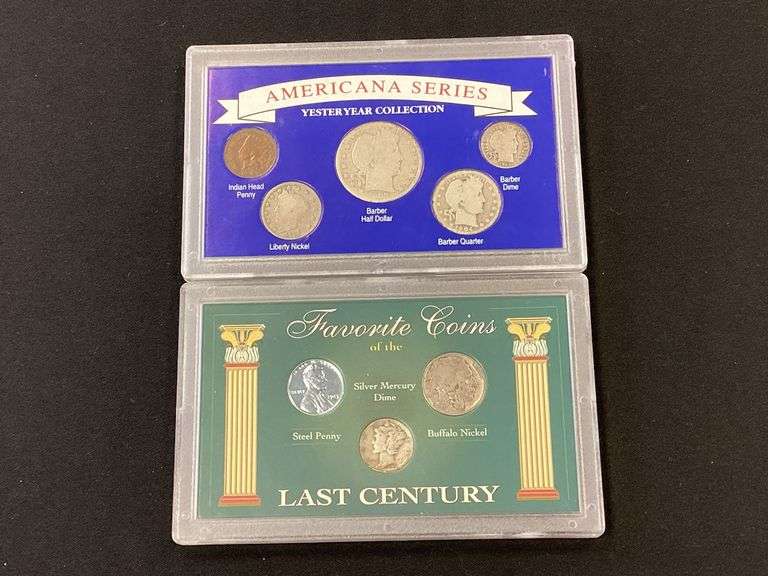 AMERICANA SERIES
YESTERYEAR COLLECTION
Indian Head
Penny
Liberty Nickel
Barber
Half Dollar
Barber Quarter
Barber
Dime
Favorite Coins
of the
Silver Mercury
Dime
Steel Penny
Buffalo Nickel
LAST CENTURY